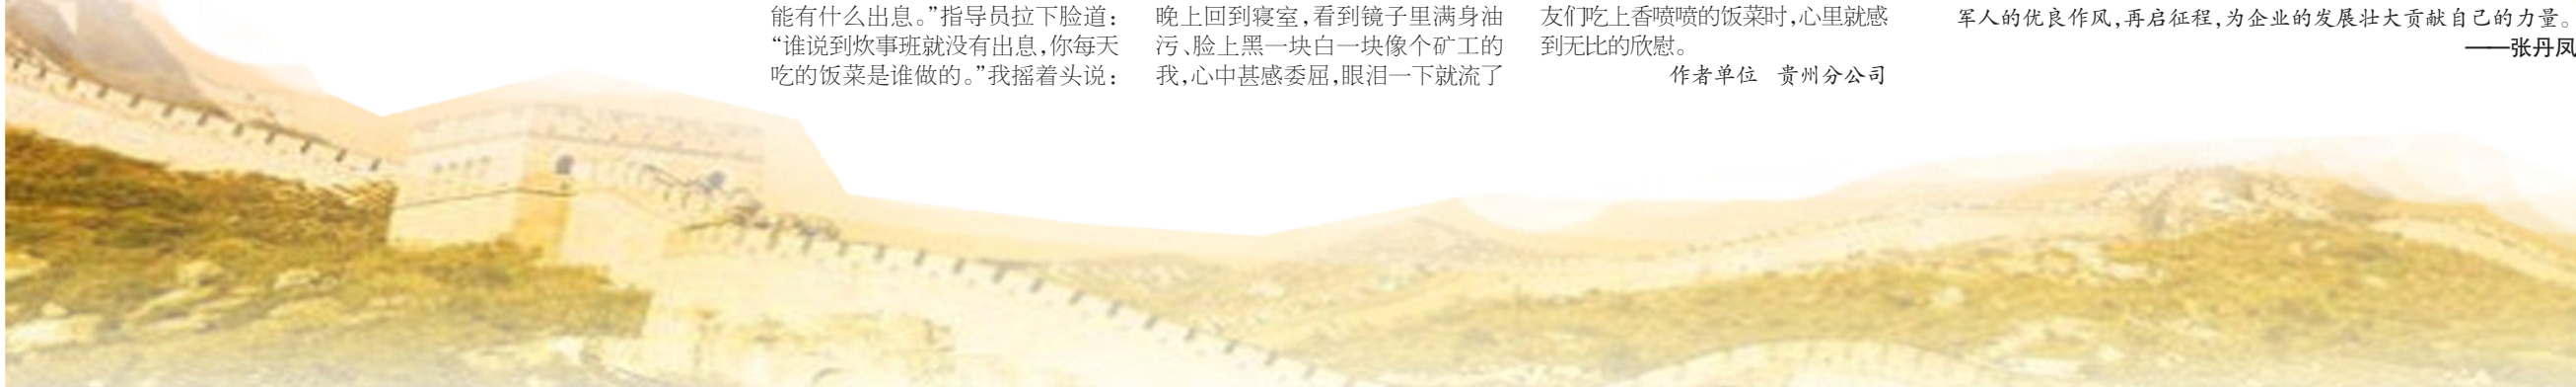 能有什么出息。”指导员拉下脸道：
“谁说到炊事班就没有出息,你每天
吃的饭菜是谁做的。”我摇着头说：
晚上回到寝室,看到镜子里满身油
污、脸上黑一块白一块像个矿工的
我,心中甚感委屈,眼泪一下就流了
友们吃上香喷喷的饭菜时,心里就感
到无比的欣慰。
作者单位　贵州分公司
军人的优良作风,再启征程,为企业的发展壮大贡献自己的力量。
——张丹凤